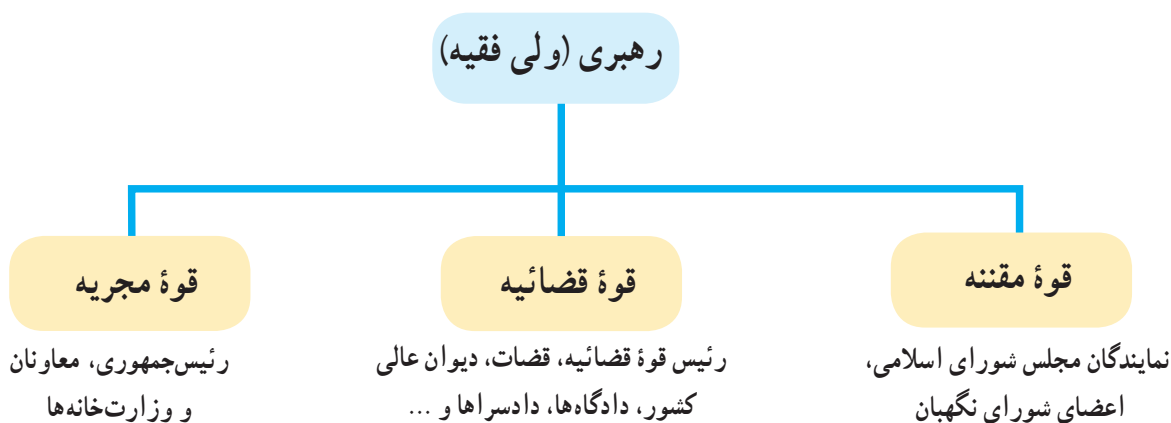 رهبری (ولی فقیه)
قوهٔ مقننه
نمایندگان مجلس شورای اسلامی،
اعضای شورای نگهبان
قوهٔ قضائیه
رئیس قوهٔ قضائیه، قضات، دیوان عالی
کشور، دادگاه‌ها، دادسراها و ...
قوهٔ مجریه
رئیس‌جمهوری، معاونان
و وزارت‌خانه‌ها